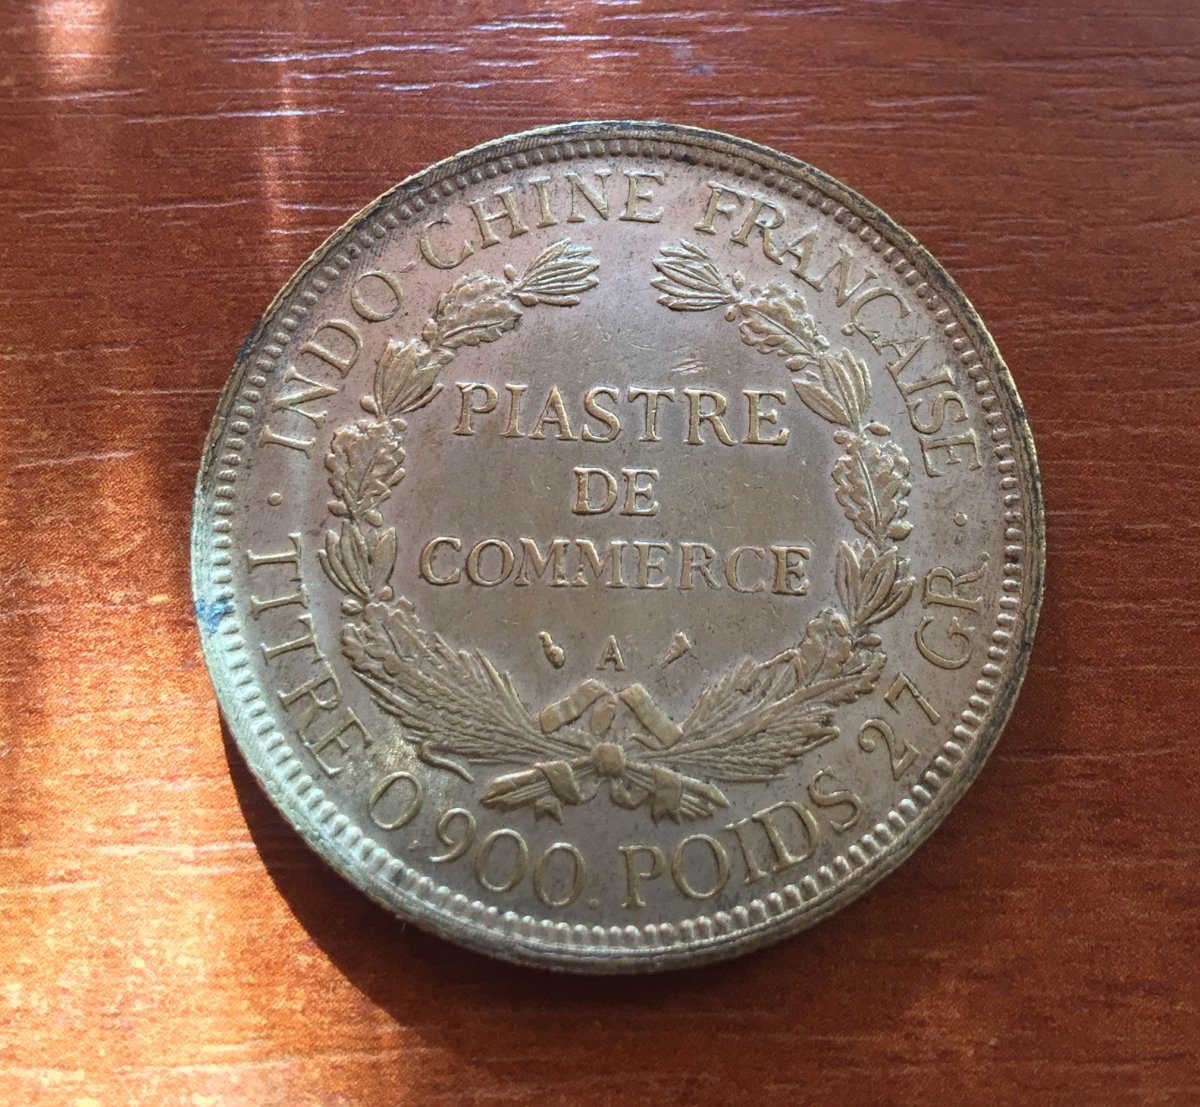 INDO-CHINE FRANÇAISE
PIASTRE
DE
COMMERCE
A
TITRE 0,900. POIDS 27 GR.